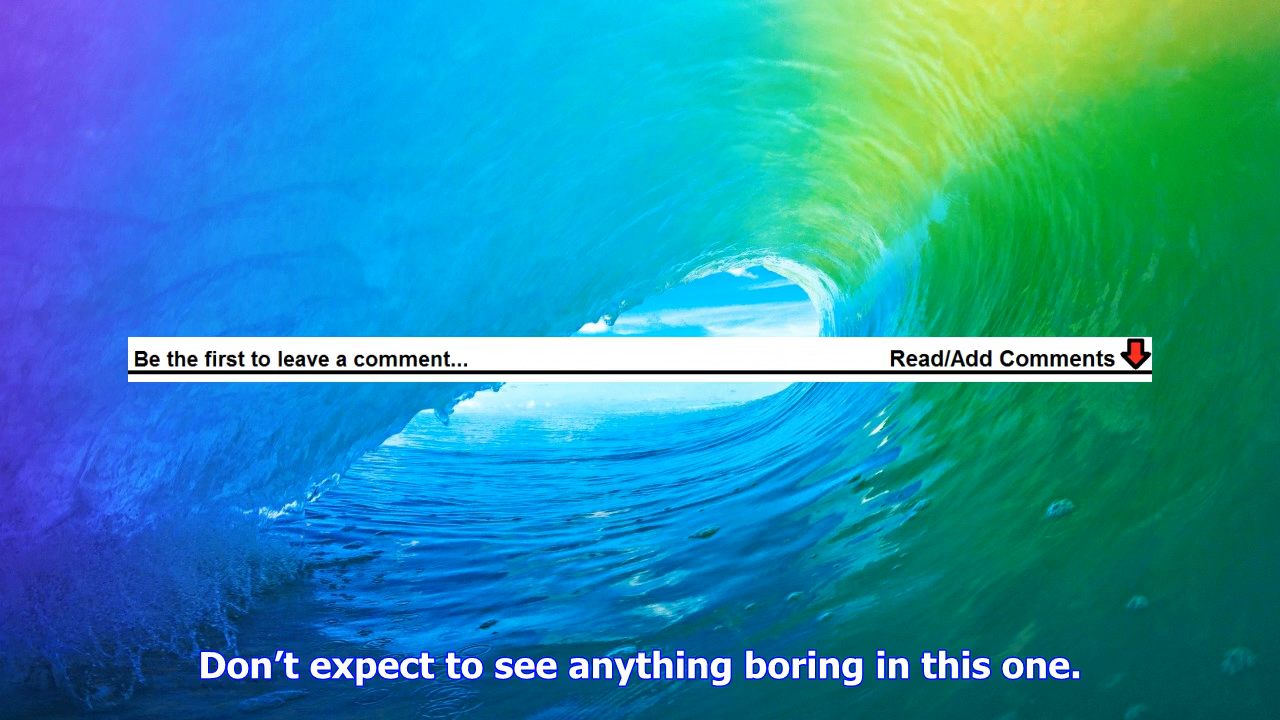 Be the first to leave a comment... Read/Add Comments
Don’t expect to see anything boring in this one.